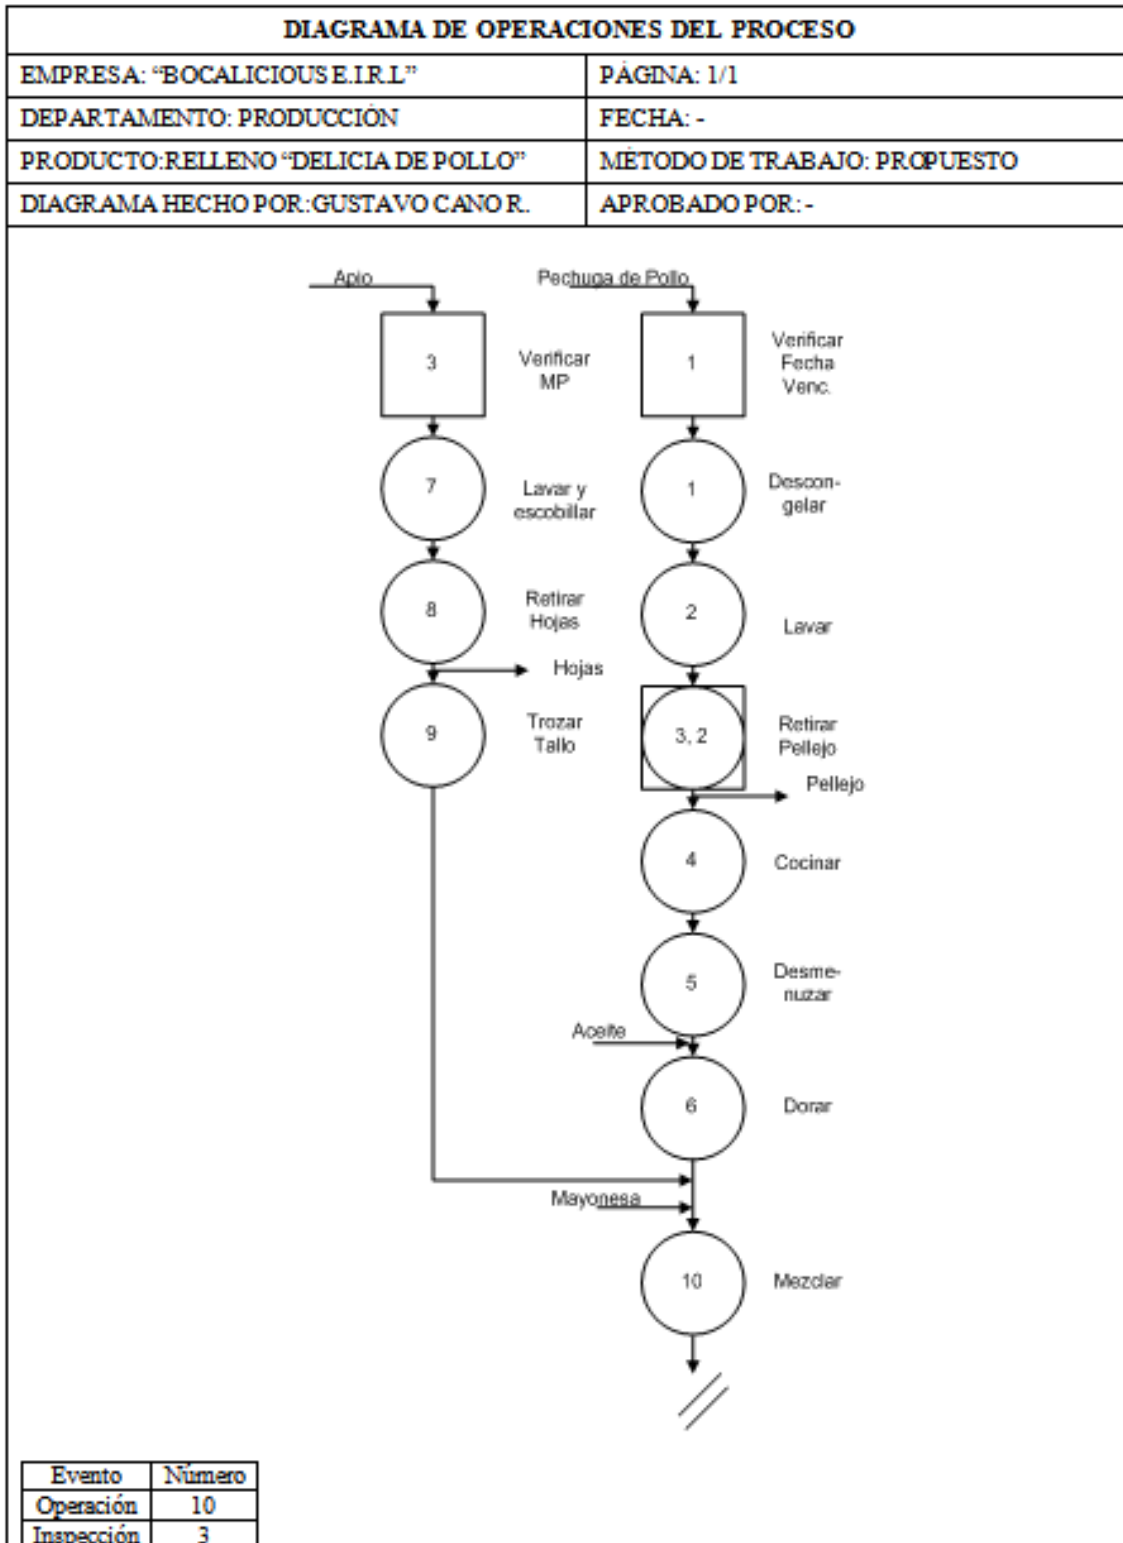 DIAGRAMA DE OPERACIONES DEL PROCESO
EMPRESA: “BOCALICIOUS E.I.R.L”
PÁGINA: 1/1
DEPARTAMENTO: PRODUCCIÓN
FECHA: -
PRODUCTO:RELLENO “DELICIA DE POLLO”
MÉTODO DE TRABAJO: PROPUESTO
DIAGRAMA HECHO POR:GUSTAVO CANO R.
APROBADO POR: -
Apio
Pechuga de Pollo
3
Verificar
MP
1
Verificar
Fecha
Venc.
7
Lavar y
escobillar
1
Descon-
gelar
8
Retirar
Hojas
2
Lavar
Hojas
9
Trozar
Tallo
3, 2
Retirar
Pellejo
Pellejo
4
Cocinar
5
Desme-
nuzar
Aceite
6
Dorar
Mayonesa
10
Mezclar
Evento
Número
Operación
10
Inspección
3